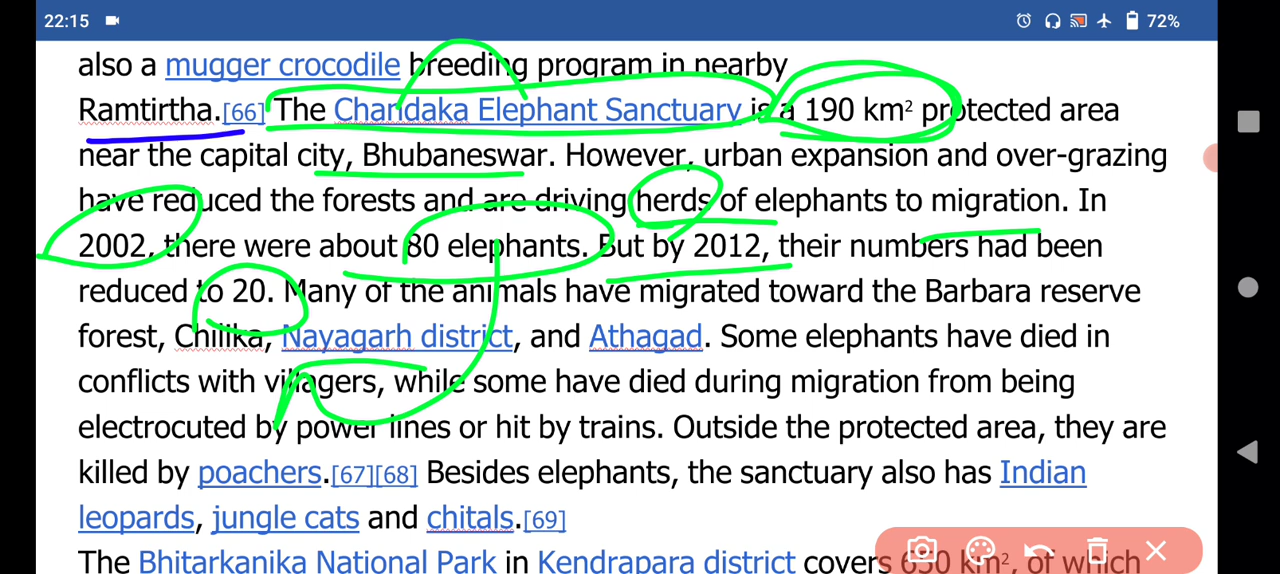 22:15 72%
also a mugger crocodile breeding program in nearby
Ramtirtha.[66] The Chandaka Elephant Sanctuary is a 190 km² protected area
near the capital city, Bhubaneswar. However, urban expansion and over-grazing
have reduced the forests and are driving herds of elephants to migration. In
2002, there were about 80 elephants. But by 2012, their numbers had been
reduced to 20. Many of the animals have migrated toward the Barbara reserve
forest, Chilika, Nayagarh district, and Athagad. Some elephants have died in
conflicts with villagers, while some have died during migration from being
electrocuted by power lines or hit by trains. Outside the protected area, they are
killed by poachers.[67][68] Besides elephants, the sanctuary also has Indian
leopards, jungle cats and chitals.[69]
The Bhitarkanika National Park in Kendrapara district covers 650 km², of which